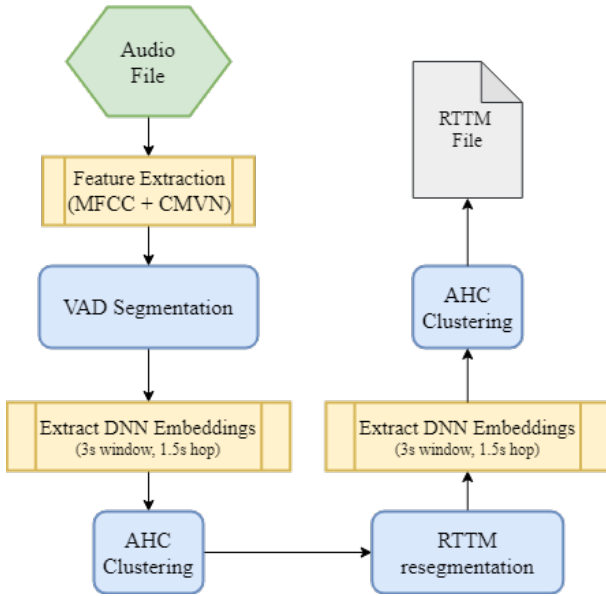 Audio
File
Feature Extraction
(MFCC + CMVN)
VAD Segmentation
Extract DNN Embeddings
(3s window, 1.5s hop)
AHC
Clustering
RTTM
resegmentation
Extract DNN Embeddings
(3s window, 1.5s hop)
AHC
Clustering
RTTM
File